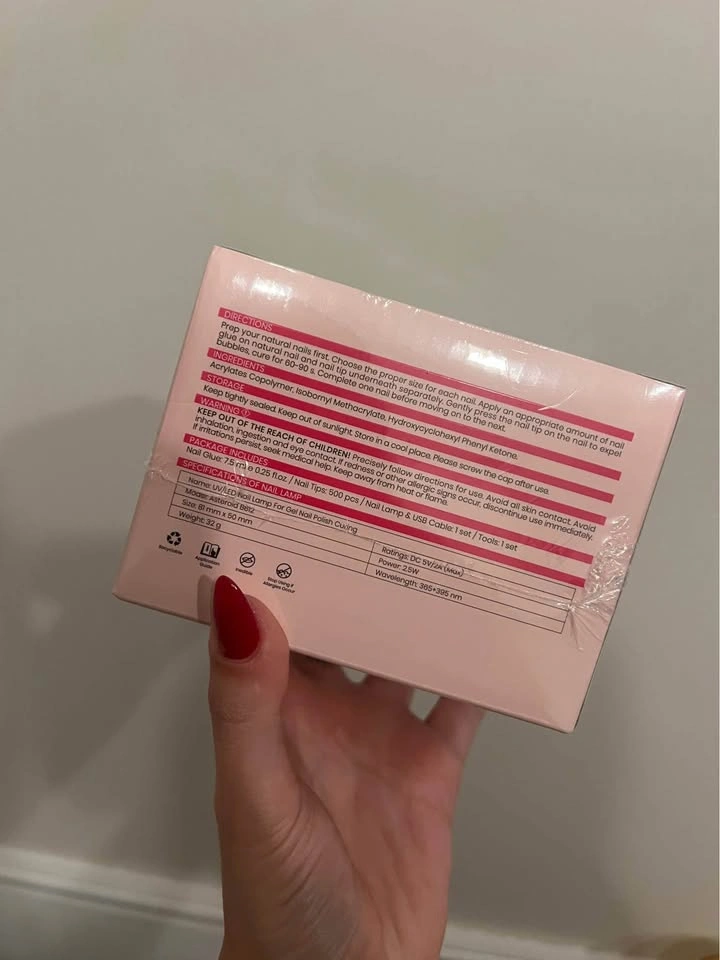 DIRECTIONS
Prep your natural nails first. Choose the proper size for each nail. Apply an appropriate amount of nail
glue on natural nail and nail tip underneath separately. Gently press the nail tip on the nail to expel
bubbles, cure for 60-90 s. Complete one nail before moving on to the next.
INGREDIENTS
Acrylates Copolymer, Isobornyl Methacrylate, Hydroxycyclohexyl Phenyl Ketone.
STORAGE
Keep tightly sealed. Keep out of sunlight. Store in a cool place. Please screw the cap after use.
WARNING
KEEP OUT OF THE REACH OF CHILDREN! Precisely follow directions for use. Avoid all skin contact. Avoid
inhalation, ingestion and eye contact. If redness or other allergic signs occur, discontinue use immediately.
If irritations persist, seek medical help. Keep away from heat or flame.
PACKAGE INCLUDES
Nail Glue: 7.5 ml e 0.25 fl.oz. / Nail Tips: 500 pcs / Nail Lamp & USB Cable: 1 set / Tools: 1 set
SPECIFICATIONS OF NAIL LAMP
Name: UV/LED Nail Lamp For Gel Nail Polish Curing
Model: Asteroid B612
Ratings: DC 5V/2A (Max)
Size: 81 mm x 50 mm
Power: 2.5W
Weight: 32 g
Wavelength: 365+395 nm
Recyclable
Application
Guide
Inedible
Stop Using If
Allergies Occur